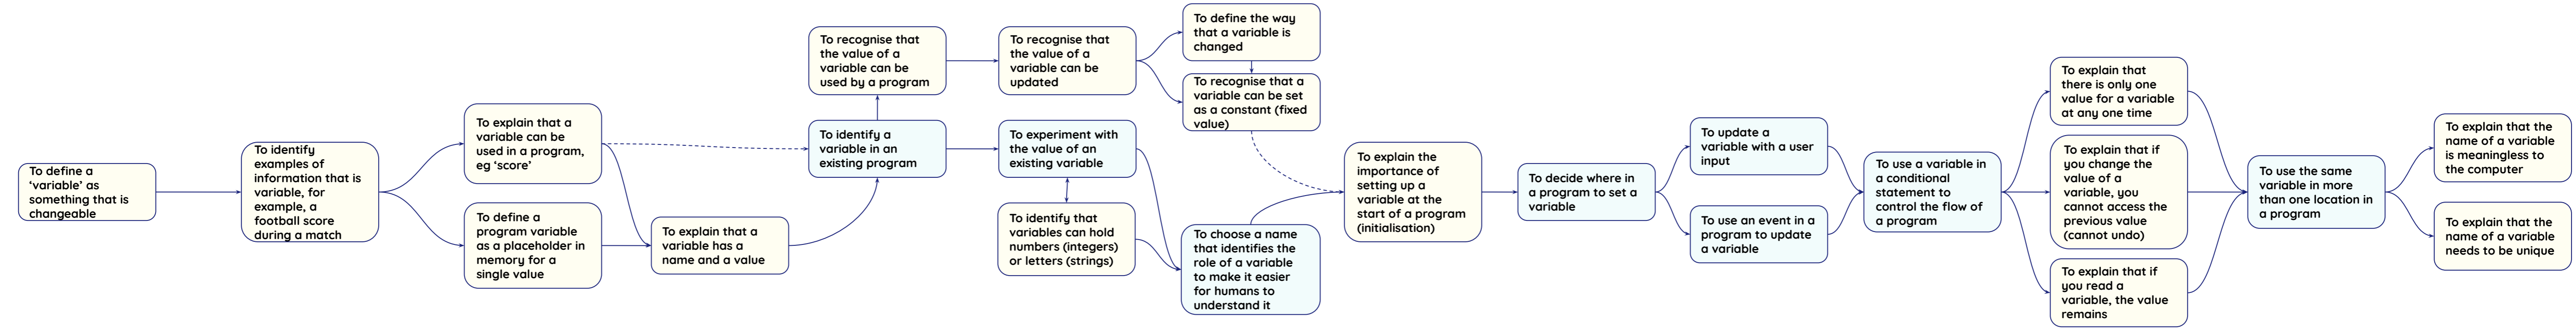 To define a
‘variable’ as
something that is
changeable
To identify
examples of
information that is
variable, for
example, a
football score
during a match
To explain that a
variable can be
used in a program,
eg ‘score’
To define a
program variable
as a placeholder in
memory for a
single value
To explain that a
variable has a
name and a value
To recognise that
the value of a
variable can be
used by a program
To identify a
variable in an
existing program
To recognise that
the value of a
variable can be
updated
To experiment with
the value of an
existing variable
To identify that
variables can hold
numbers (integers)
or letters (strings)
To define the way
that a variable is
changed
To recognise that a
variable can be set
as a constant (fixed
value)
To choose a name
that identifies the
role of a variable
to make it easier
for humans to
understand it
To explain the
importance of
setting up a
variable at the
start of a program
(initialisation)
To decide where in
a program to set a
variable
To update a
variable with a user
input
To use an event in a
program to update
a variable
To use a variable in
a conditional
statement to
control the flow of
a program
To explain that
there is only one
value for a variable
at any one time
To explain that if
you change the
value of a
variable, you
cannot access the
previous value
(cannot undo)
To explain that if
you read a
variable, the value
remains
To use the same
variable in more
than one location in
a program
To explain that the
name of a variable
is meaningless to
the computer
To explain that the
name of a variable
needs to be unique